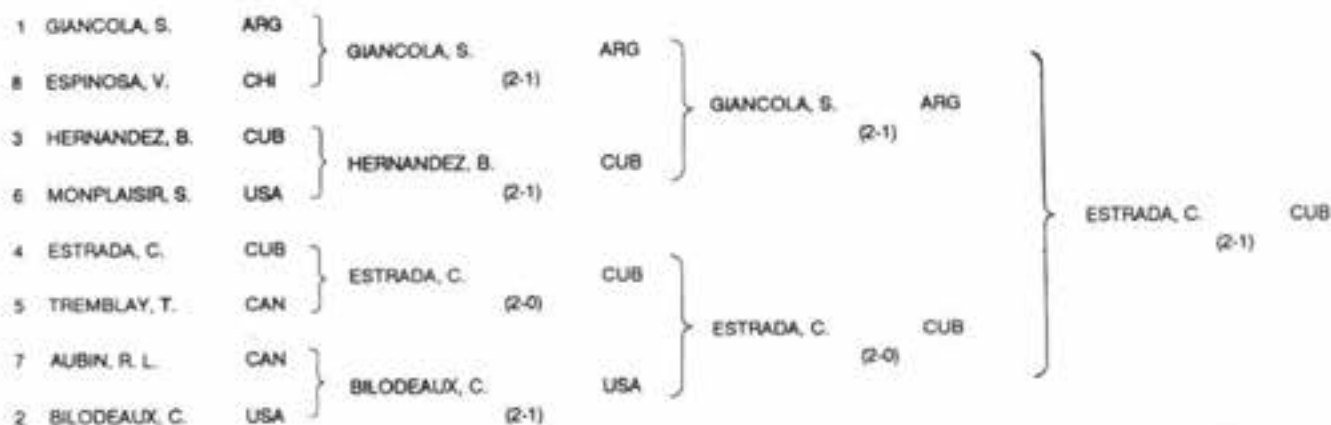 1 GIANCOLA, S. ARG
8 ESPINOSA, V. CHI
3 HERNANDEZ, B. CUB
6 MONPLAISIR, S. USA
4 ESTRADA, C. CUB
5 TREMBLAY, T. CAN
7 AUBIN, R. L. CAN
2 BILODEAUX, C. USA
GIANCOLA, S. ARG
(2-1)
HERNANDEZ, B. CUB
(2-1)
ESTRADA, C. CUB
(2-0)
BILODEAUX, C. USA
(2-1)
GIANCOLA, S. ARG
(2-1)
ESTRADA, C. CUB
(2-0)
ESTRADA, C. CUB
(2-1)